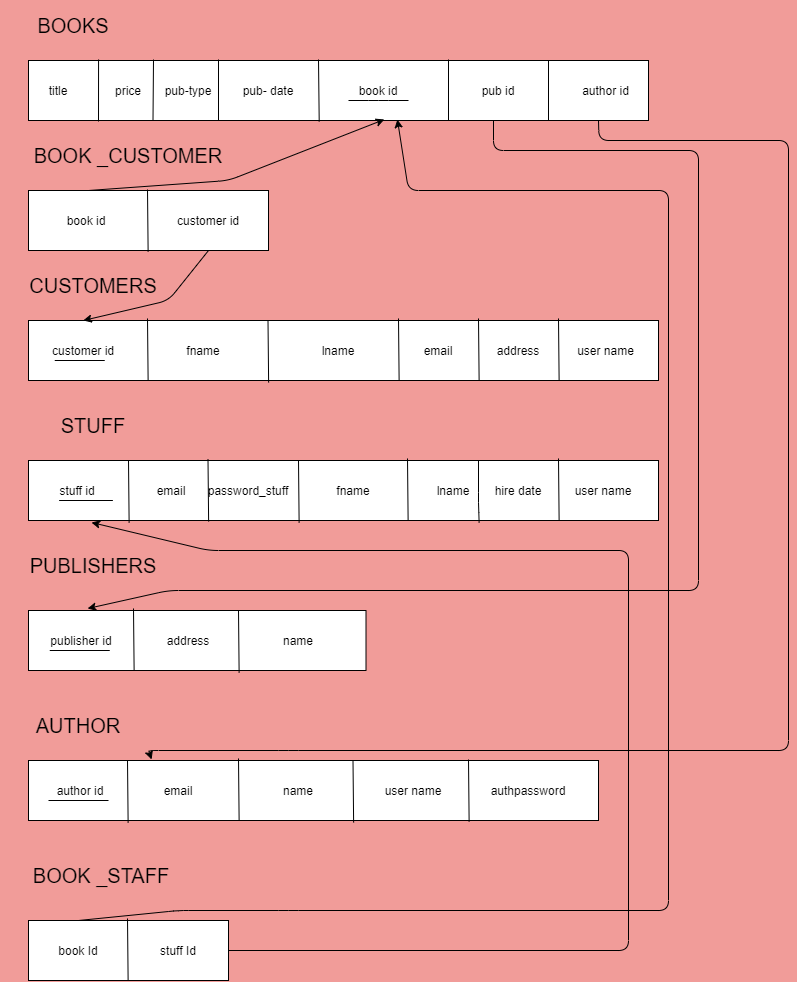 BOOKS
title price pub-type pub- date book id pub id author id
BOOK _CUSTOMER
book id customer id
CUSTOMERS
customer id fname lname email address user name
STUFF
stuff id email password_stuff fname lname hire date user name
PUBLISHERS
publisher id address name
AUTHOR
author id email name user name authpassword
BOOK _STAFF
book Id stuff Id